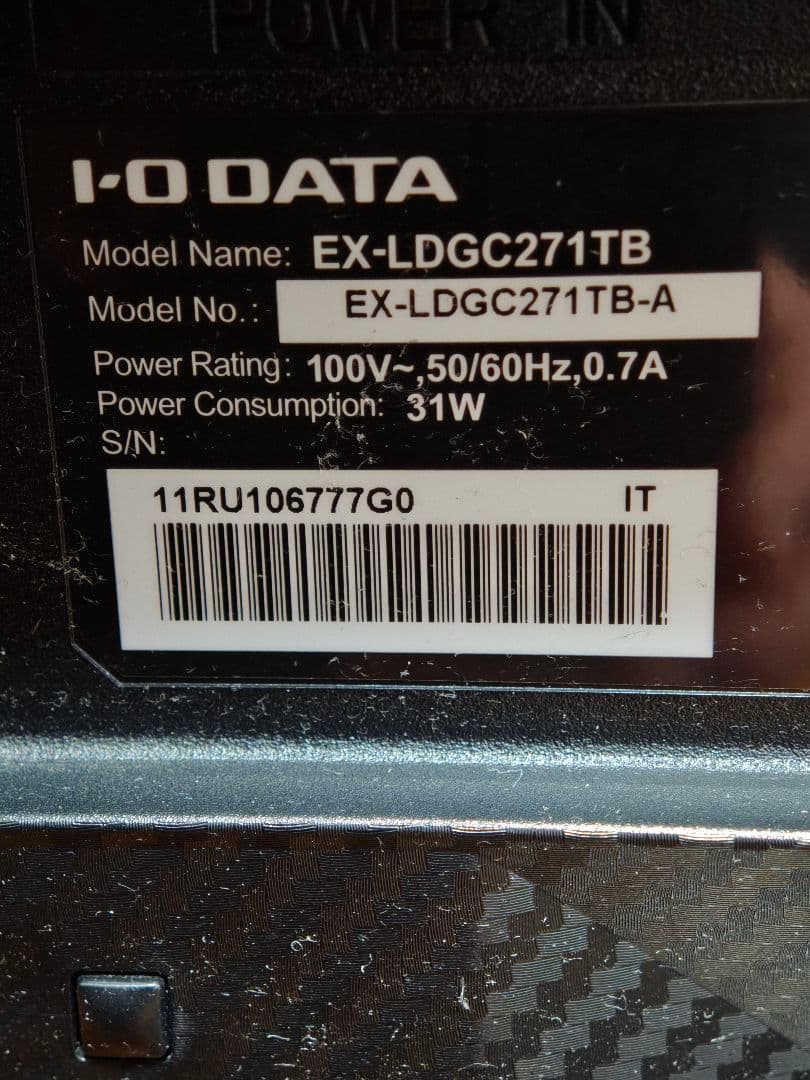 POWER IN
I-O DATA
Model Name: EX-LDGC271TB
Model No.: EX-LDGC271TB-A
Power Rating: 100V~,50/60Hz,0.7A
Power Consumption: 31W
S/N:
11RU106777G0 IT